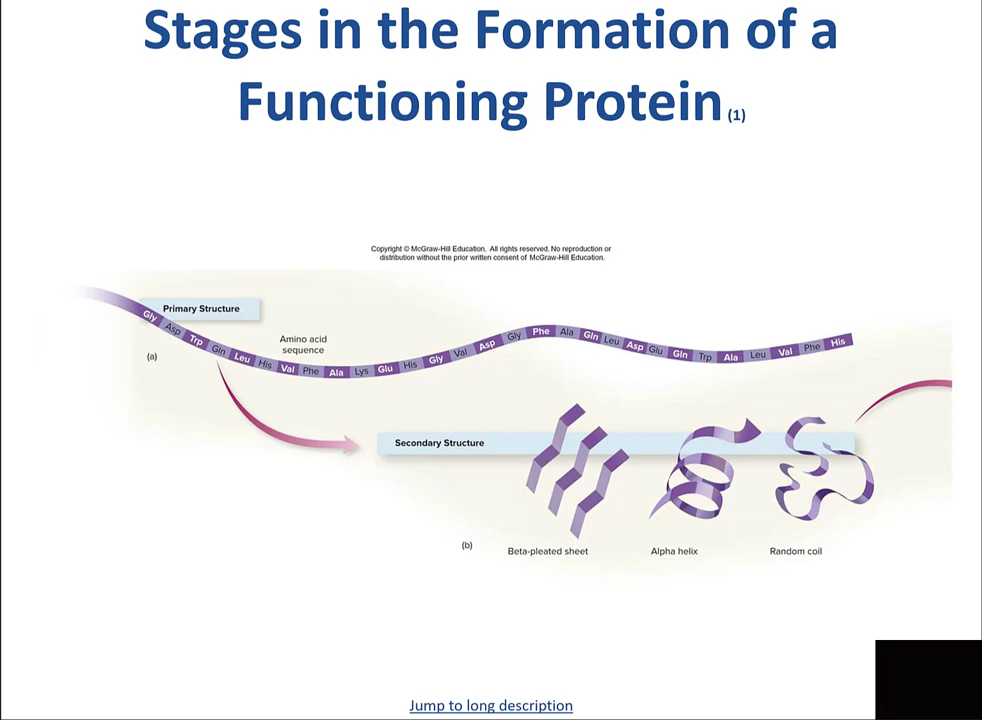 Stages in the Formation of a
Functioning Protein (1)
Copyright © McGraw-Hill Education. All rights reserved. No reproduction or
distribution without the prior written consent of McGraw-Hill Education.
Primary Structure
(a)
Amino acid
sequence
Gly Asp Trp Gln Leu His Val Phe Ala Lys Glu His Gly Val Asp Gly Phe Ala Gln Leu Asp Glu Gln Trp Ala Leu Val Phe His
Secondary Structure
(b)
Beta-pleated sheet
Alpha helix
Random coil
Jump to long description